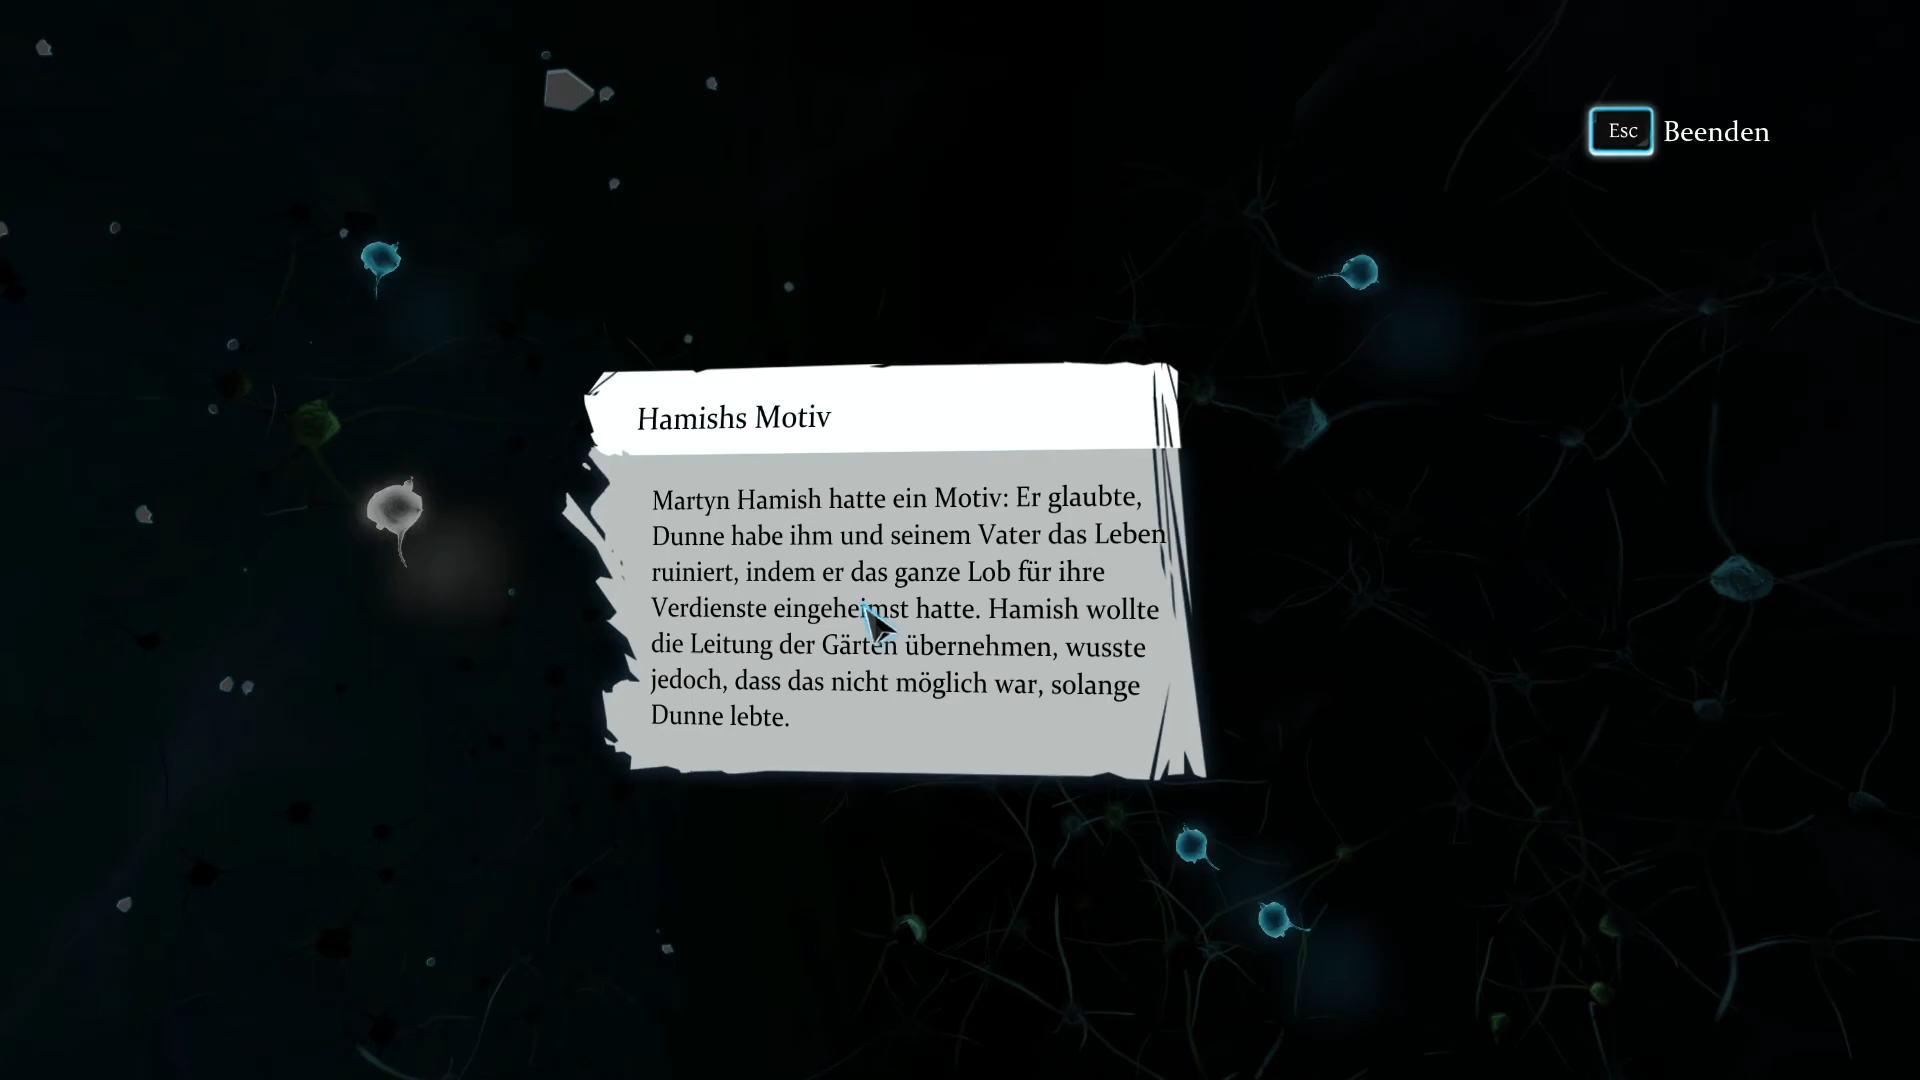 Esc Beenden
Hamishs Motiv
Martyn Hamish hatte ein Motiv: Er glaubte,
Dunne habe ihm und seinem Vater das Leben
ruiniert, indem er das ganze Lob für ihre
Verdienste eingeheimst hatte. Hamish wollte
die Leitung der Gärten übernehmen, wusste
jedoch, dass das nicht möglich war, solange
Dunne lebte.